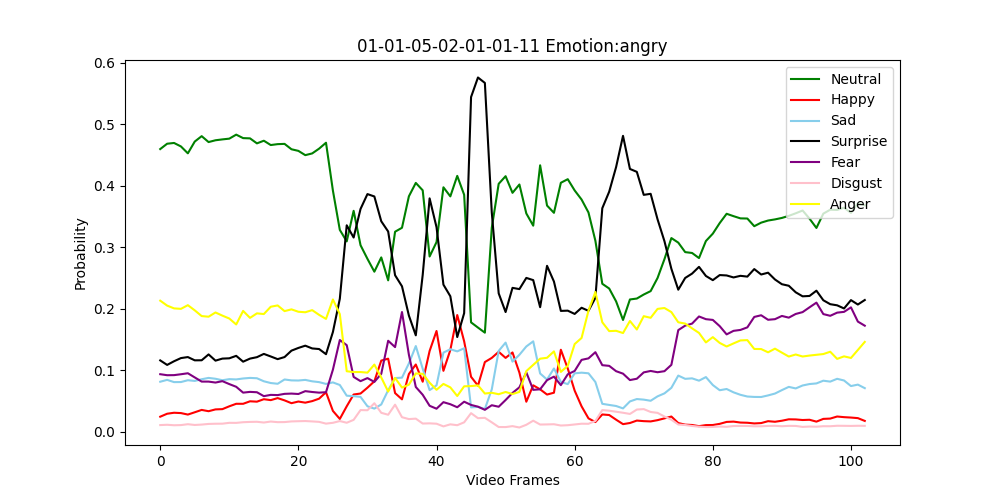 01-01-05-02-01-01-11 Emotion:angry
0.6
0.5
0.4
0.3
0.2
0.1
0.0
Probability
Neutral
Happy
Sad
Surprise
Fear
Disgust
Anger
0 20 40 60 80 100
Video Frames